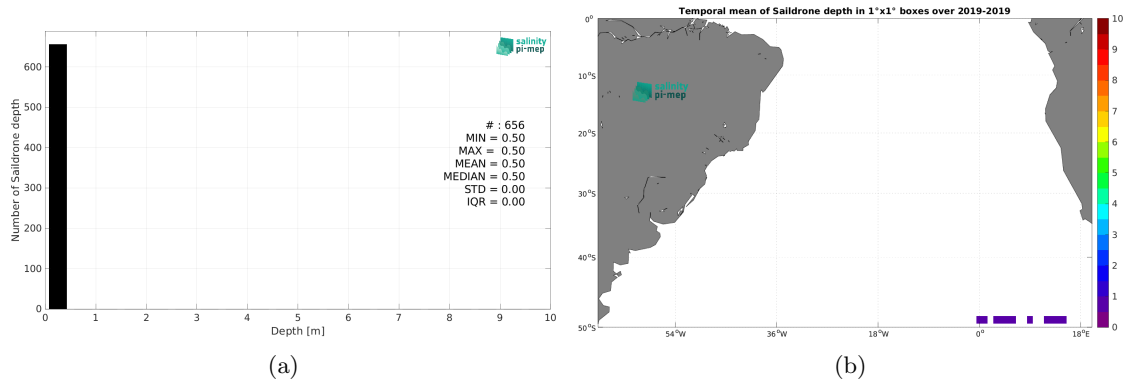 salinity
pi-mep
600
500
400
300
200
100
0
Number of Saildrone depth
# : 656
MIN = 0.50
MAX = 0.50
MEAN = 0.50
MEDIAN = 0.50
STD = 0.00
IQR = 0.00
0 1 2 3 4 5 6 7 8 9 10
Depth [m]
(a)
Temporal mean of Saildrone depth in 1°x1° boxes over 2019-2019
0°
10°S
20°S
30°S
40°S
50°S
salinity
pi-mep
54°W 36°W 18°W 0° 18°E
10
9
8
7
6
5
4
3
2
1
0
(b)